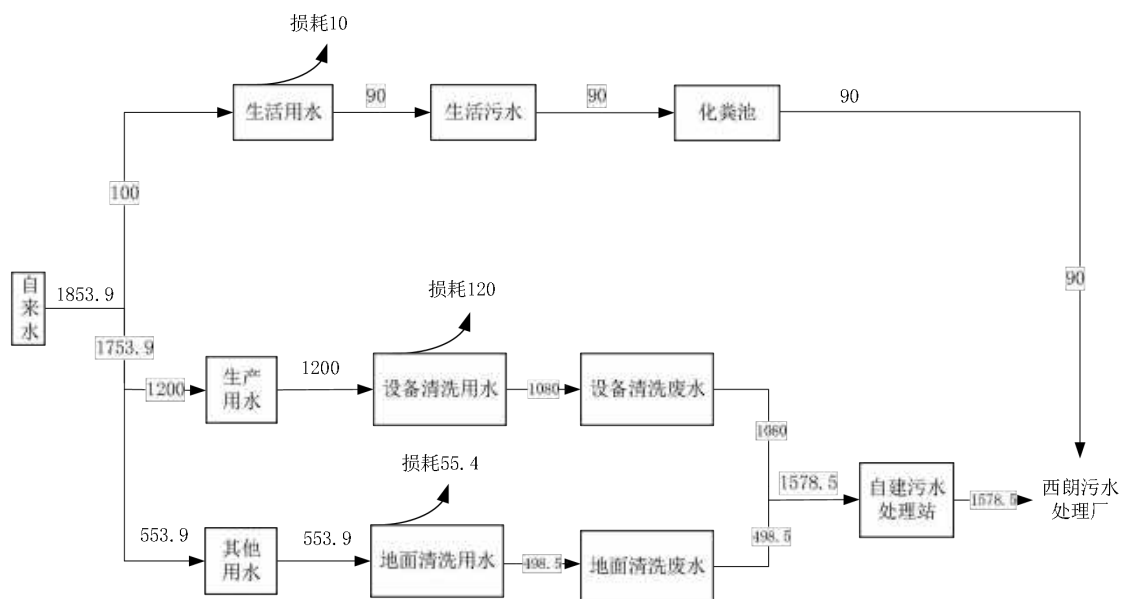 损耗10
生活用水
90
生活污水
90
化粪池
90
100
90
自
来
水
1853.9
1753.9
损耗120
1200
生产
用水
1200
设备清洗用水
1080
设备清洗废水
1080
损耗55.4
1578.5
自建污水
处理站
1578.5
西朗污水
处理厂
553.9
其他
用水
553.9
地面清洗用水
498.5
地面清洗废水
498.5